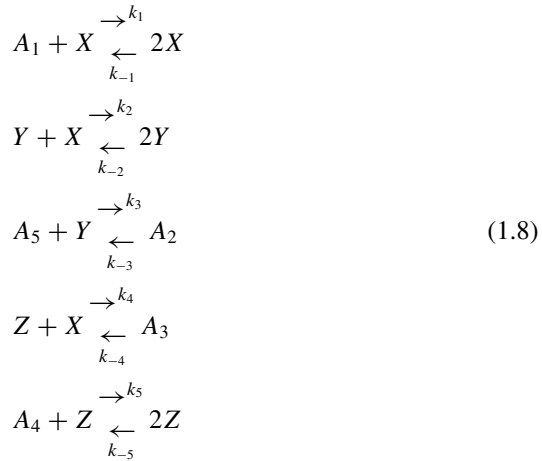 A₁ + X →k₁ ←k₋₁ 2X
Y + X →k₂ ←k₋₂ 2Y
A₅ + Y →k₃ ←k₋₃ A₂ (1.8)
Z + X →k₄ ←k₋₄ A₃
A₄ + Z →k₅ ←k₋₅ 2Z